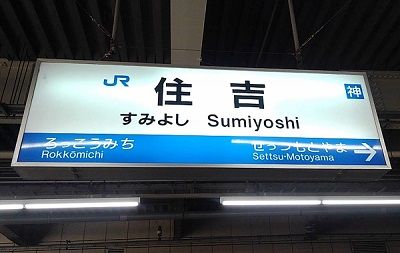 JR 住吉 神
すみよし Sumiyoshi
ろっこうみち せっつもとやま
Rokkōmichi Settsu-Motoyama